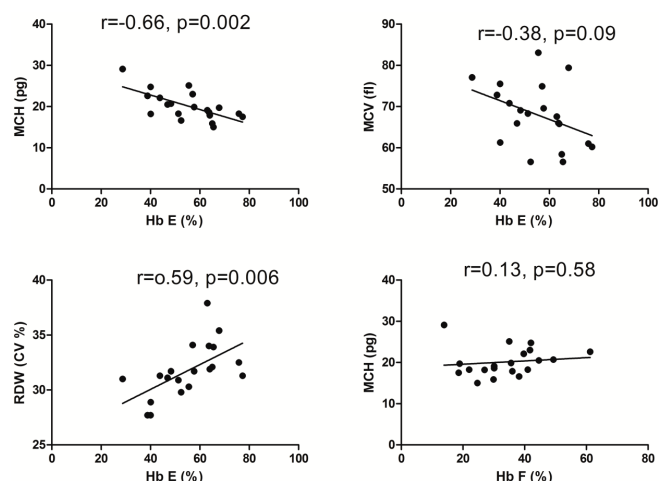 r=-0.66, p=0.002
MCH (pg)
40
30
20
10
0
0 20 40 60 80 100
Hb E (%)
r=-0.38, p=0.09
MCV (fl)
90
80
70
60
50
0 20 40 60 80 100
Hb E (%)
r=o.59, p=0.006
RDW (CV %)
40
35
30
25
0 20 40 60 80 100
Hb E (%)
r=0.13, p=0.58
MCH (pg)
40
30
20
10
0
0 20 40 60 80
Hb F (%)